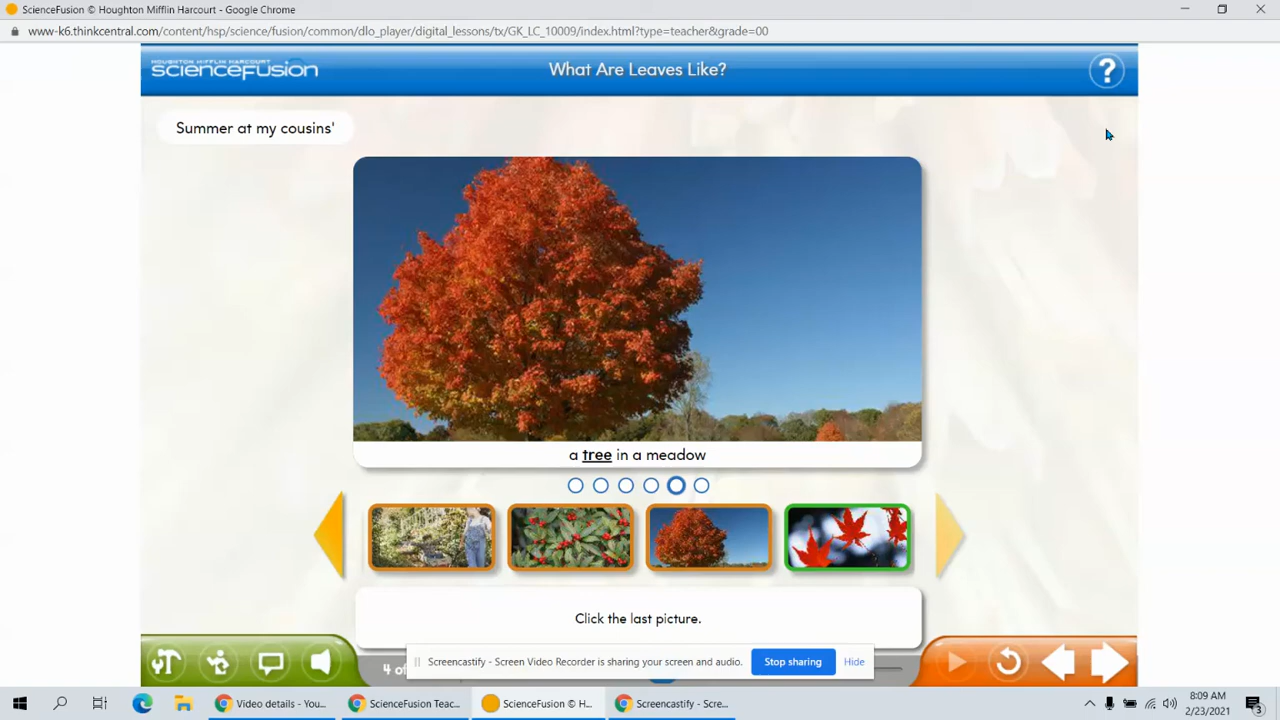 ScienceFusion © Houghton Mifflin Harcourt - Google Chrome
www-k6.thinkcentral.com/content/hsp/science/fusion/common/dlo_player/digital_lessons/tx/GK_LC_10009/index.html?type=teacher&grade=00
HOUGHTON MIFFLIN HARCOURT
SCIENCEFUSION
What Are Leaves Like?
?
Summer at my cousins'
a tree in a meadow
Click the last picture.
Screencastify - Screen Video Recorder is sharing your screen and audio.
Stop sharing
Hide
4 of
Video details - You...
ScienceFusion Teac...
ScienceFusion © H...
Screencastify - Scre...
8:09 AM
2/23/2021
3